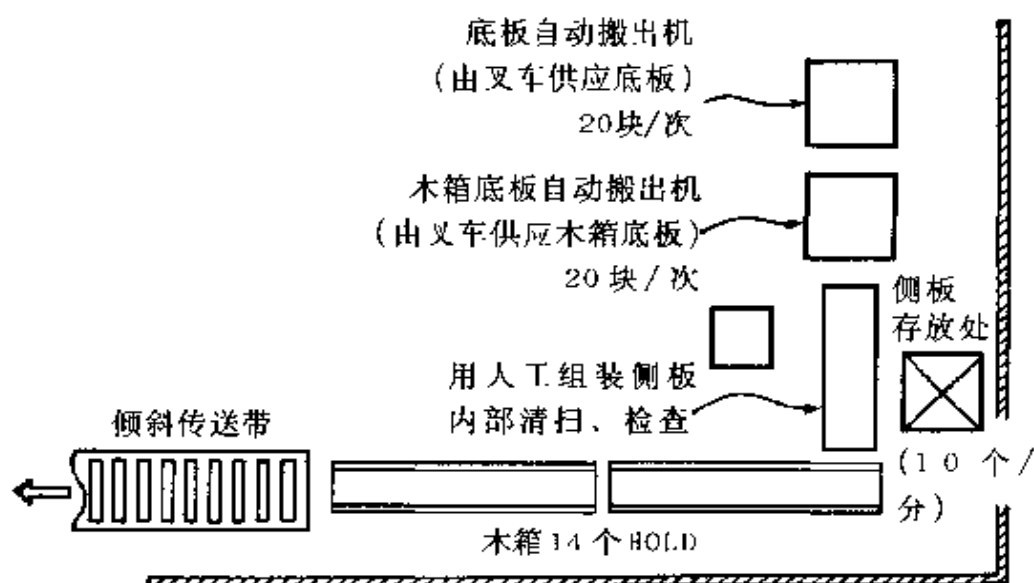 底板自动搬出机
(由叉车供应底板)
20块/次
木箱底板自动搬出机
(由叉车供应木箱底板)
20块/次
侧板
存放处
用人工组装侧板
内部清扫、检查
倾斜传送带
(10个/
分)
木箱14个HOLD